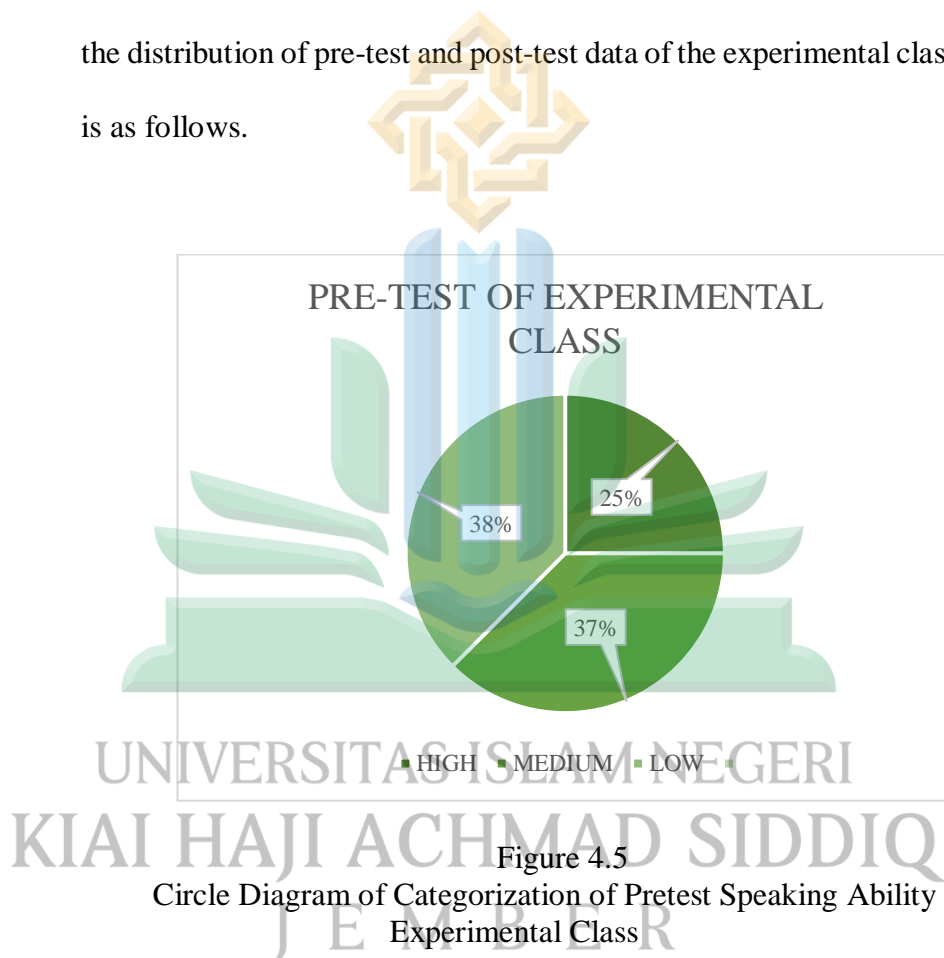 the distribution of pre-test and post-test data of the experimental clas
is as follows.
PRE-TEST OF EXPERIMENTAL
CLASS
25%
38%
37%
HIGH MEDIUM LOW
UNIVERSITAS ISLAM NEGERI
KIAI HAJI ACHMAD SIDDIQ
Figure 4.5
Circle Diagram of Categorization of Pretest Speaking Ability
JEMBER
Experimental Class